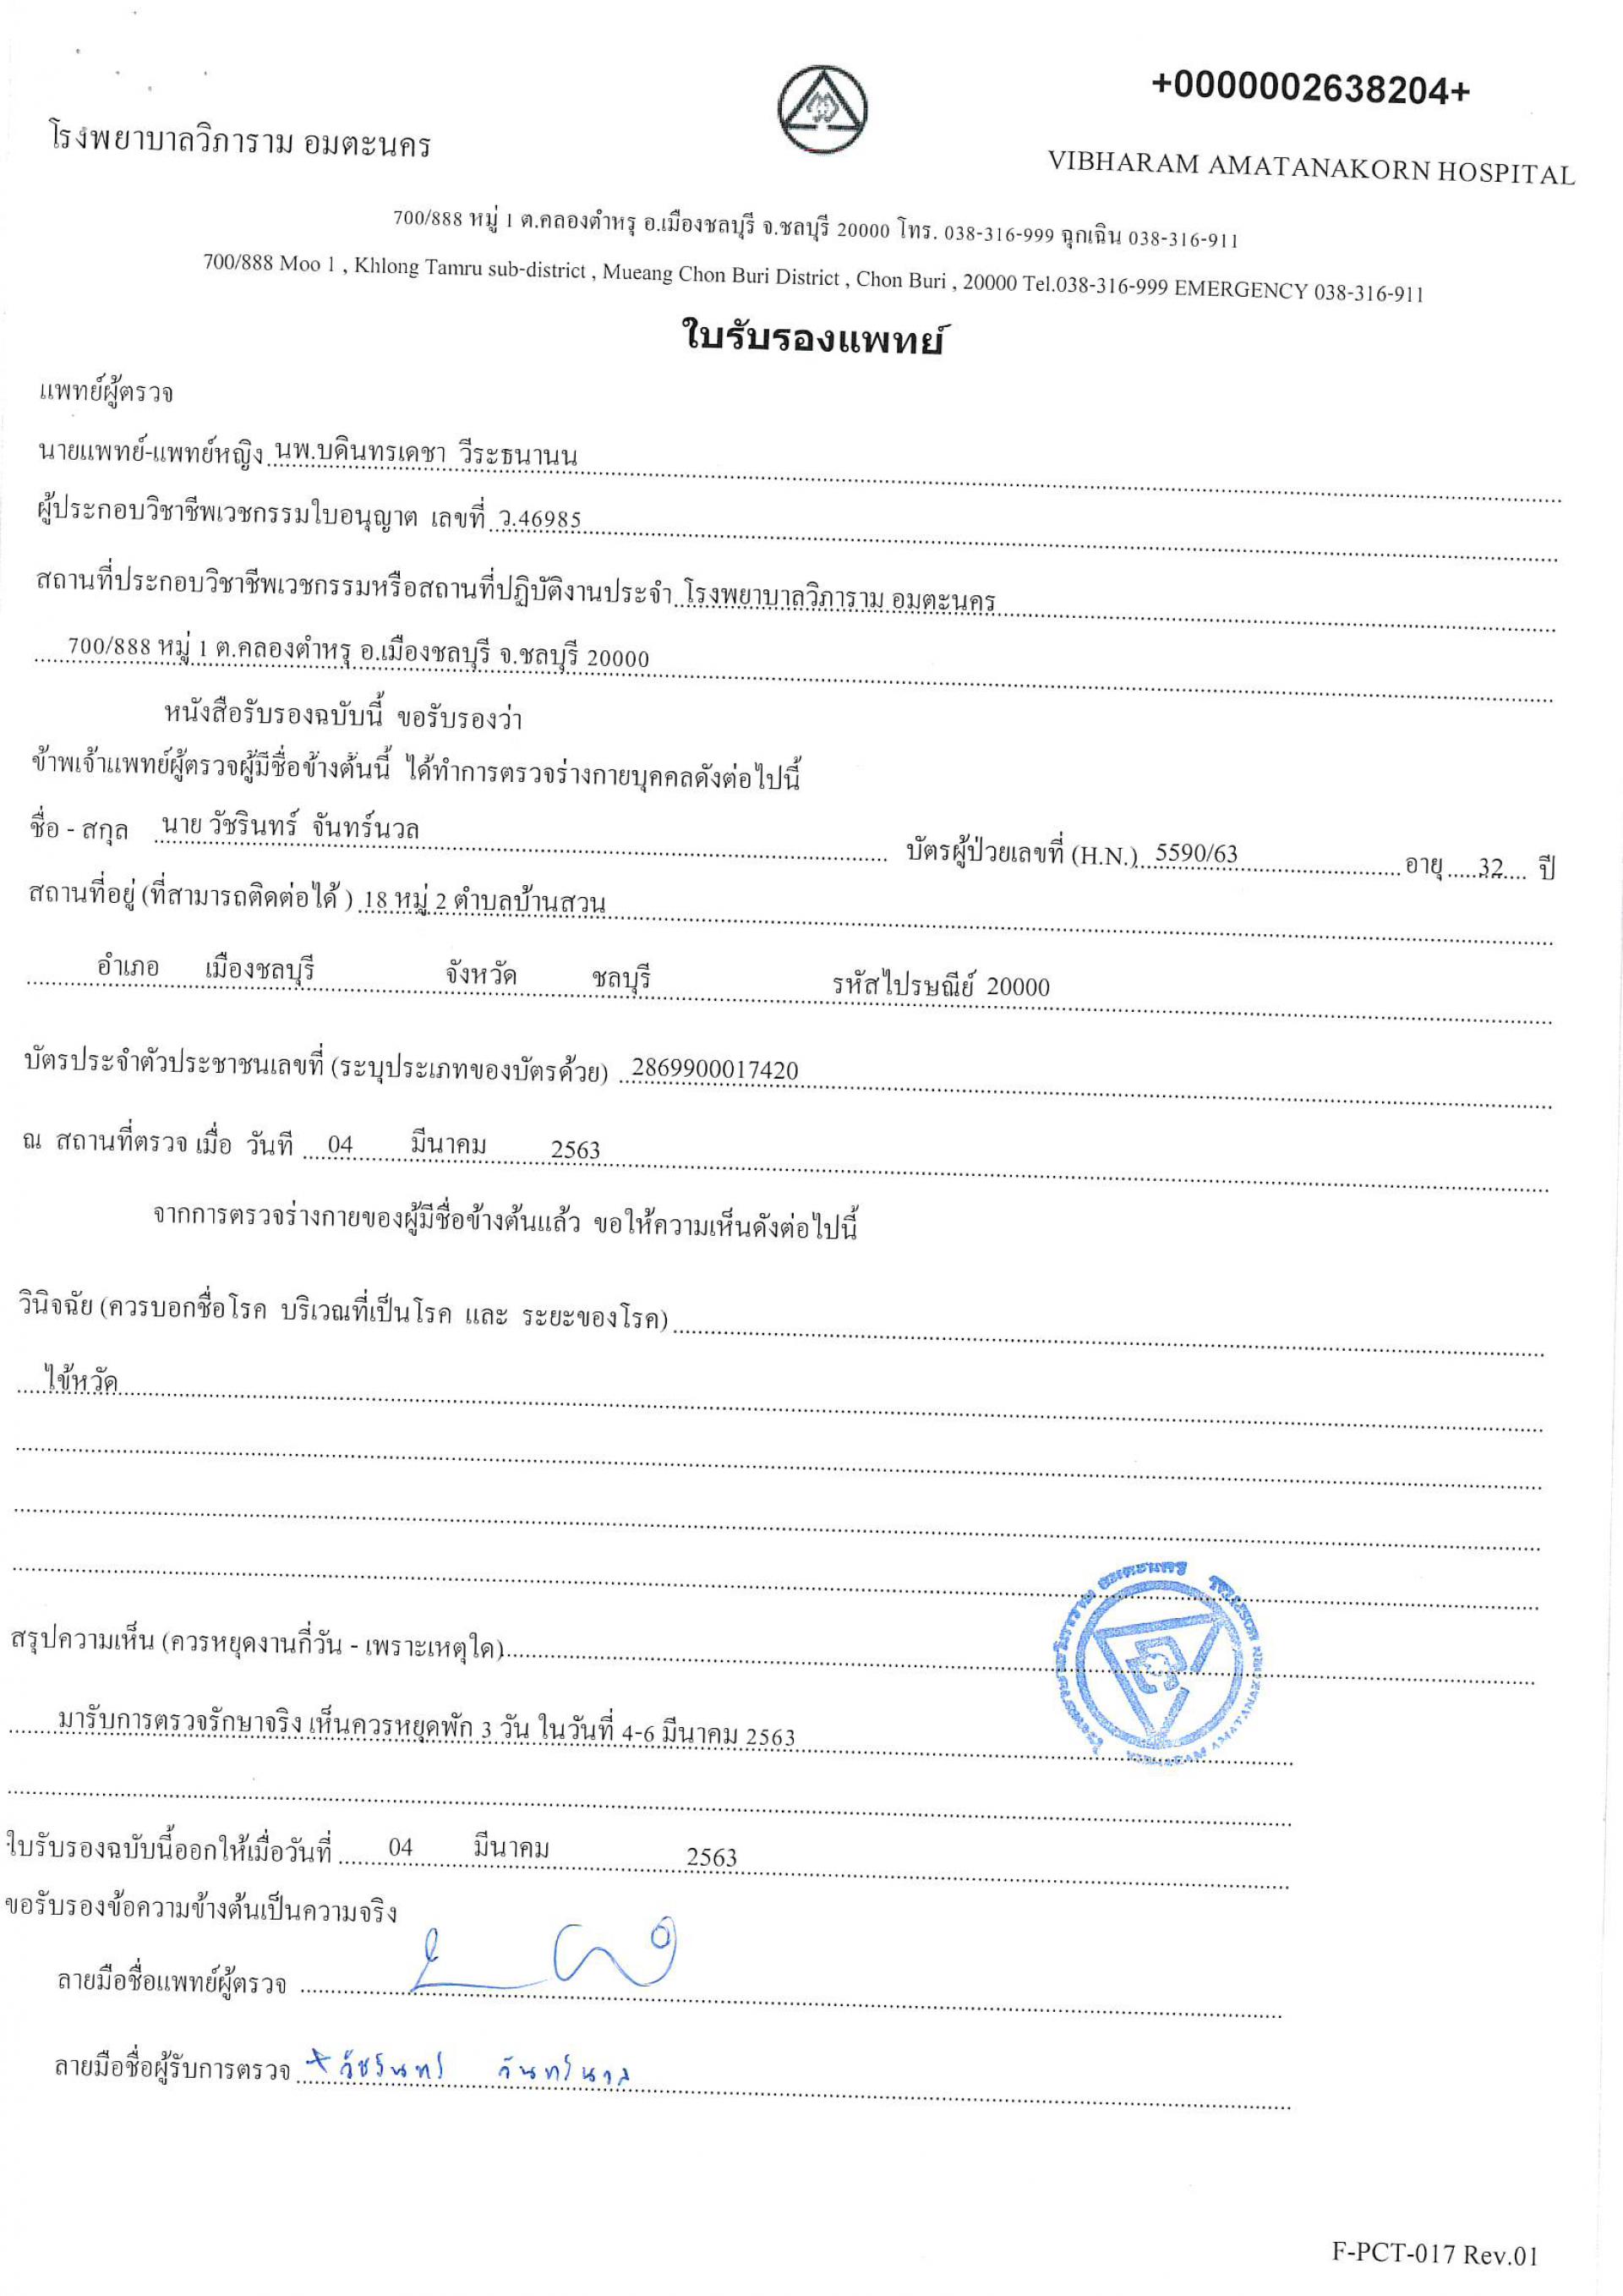 +0000002638204+
โรงพยาบาลวิภาราม อมตะนคร
VIBHARAM AMATANAKORN HOSPITAL
700/888 หมู่ 1 ต.คลองตำหรุ อ.เมืองชลบุรี จ.ชลบุรี 20000 โทร. 038-316-999 ฉุกเฉิน 038-316-911
700/888 Moo 1 , Khlong Tamru sub-district , Mueang Chon Buri District , Chon Buri , 20000 Tel.038-316-999 EMERGENCY 038-316-911
ใบรับรองแพทย์
แพทย์ผู้ตรวจ
นายแพทย์-แพทย์หญิง นพ.บดินทรเดชา วีระธนานน
ผู้ประกอบวิชาชีพเวชกรรมใบอนุญาต เลขที่ ว.46985
สถานที่ประกอบวิชาชีพเวชกรรมหรือสถานที่ปฏิบัติงานประจำ โรงพยาบาลวิภาราม อมตะนคร
700/888 หมู่ 1 ต.คลองตำหรุ อ.เมืองชลบุรี จ.ชลบุรี 20000
หนังสือรับรองฉบับนี้ ขอรับรองว่า
ข้าพเจ้าแพทย์ผู้ตรวจผู้มีชื่อข้างต้นนี้ ได้ทำการตรวจร่างกายบุคคลดังต่อไปนี้
ชื่อ - สกุล นาย วัชรินทร์ จันทร์นวล บัตรผู้ป่วยเลขที่ (H.N.) 5590/63 อายุ 32 ปี
สถานที่อยู่ (ที่สามารถติดต่อได้ ) 18 หมู่ 2 ตำบลบ้านสวน
อำเภอ เมืองชลบุรี จังหวัด ชลบุรี รหัสไปรษณีย์ 20000
บัตรประจำตัวประชาชนเลขที่ (ระบุประเภทของบัตรด้วย) 2869900017420
ณ สถานที่ตรวจ เมื่อ วันที่ 04 มีนาคม 2563
จากการตรวจร่างกายของผู้มีชื่อข้างต้นแล้ว ขอให้ความเห็นดังต่อไปนี้
วินิจฉัย (ควรบอกชื่อโรค บริเวณที่เป็นโรค และ ระยะของโรค)
ไข้หวัด
สรุปความเห็น (ควรหยุดงานกี่วัน - เพราะเหตุใด)
มารับการตรวจรักษาจริง เห็นควรหยุดพัก 3 วัน ในวันที่ 4-6 มีนาคม 2563
ใบรับรองฉบับนี้ออกให้เมื่อวันที่ 04 มีนาคม 2563
ขอรับรองข้อความข้างต้นเป็นความจริง
ลายมือชื่อแพทย์ผู้ตรวจ
ลายมือชื่อผู้รับการตรวจ วัชรินทร์ จันทร์นวล
F-PCT-017 Rev.01